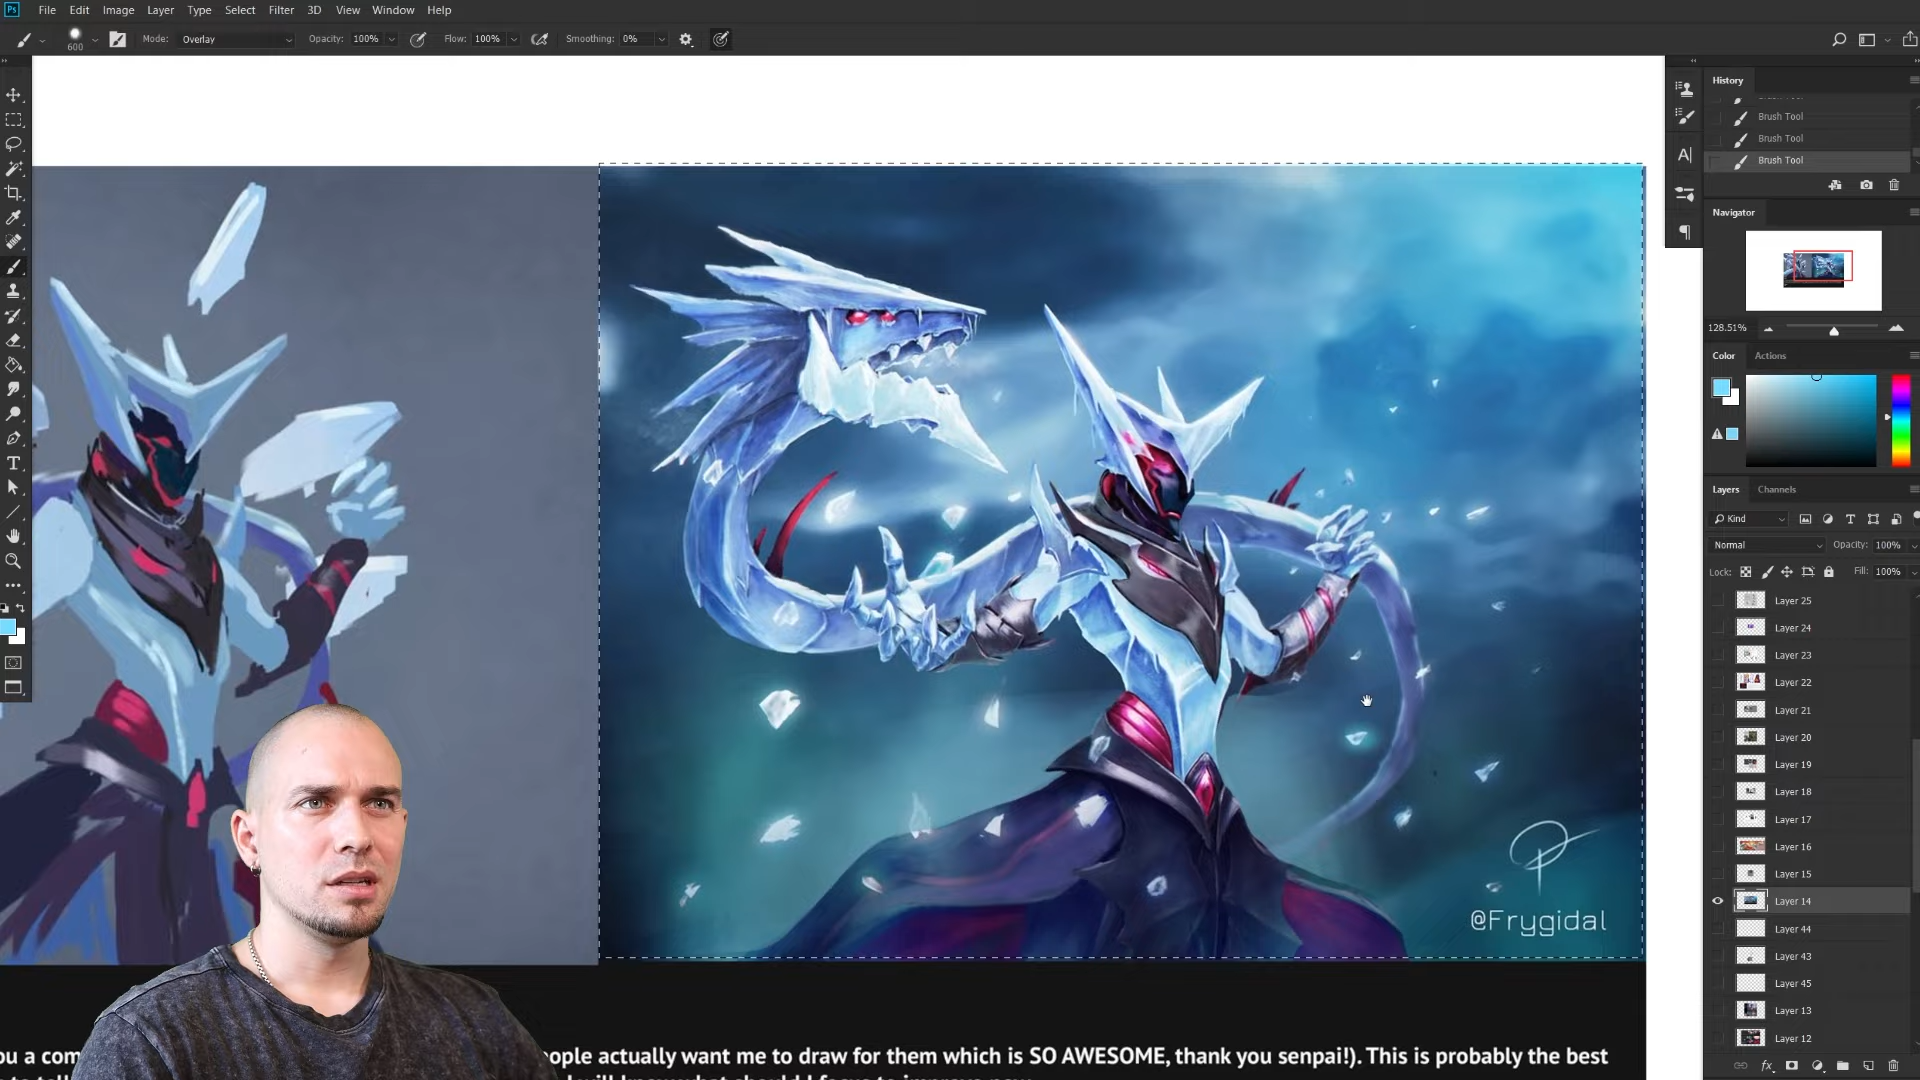 Ps File Edit Image Layer Type Select Filter 3D View Window Help
600 Mode: Overlay Opacity: 100% Flow: 100% Smoothing: 0%
History
Brush Tool
Brush Tool
Brush Tool
Navigator
128.51%
Color Actions
Layers Channels
Kind
Normal Opacity: 100%
Lock: Fill: 100%
Layer 25
Layer 24
Layer 23
Layer 22
Layer 21
Layer 20
Layer 19
Layer 18
Layer 17
Layer 16
Layer 15
Layer 14
Layer 44
Layer 43
Layer 45
Layer 13
Layer 12
fx
@Frygidal
ou a com
ople actually want me to draw for them which is SO AWESOME, thank you senpai!). This is probably the best